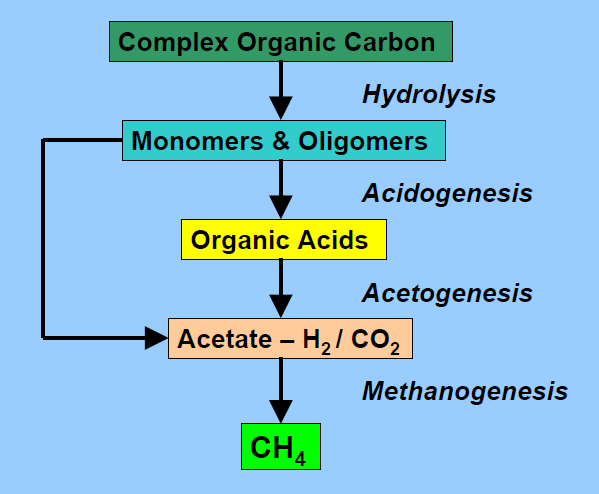 Complex Organic Carbon
Hydrolysis
Monomers & Oligomers
Acidogenesis
Organic Acids
Acetogenesis
Acetate – H₂ / CO₂
Methanogenesis
CH₄